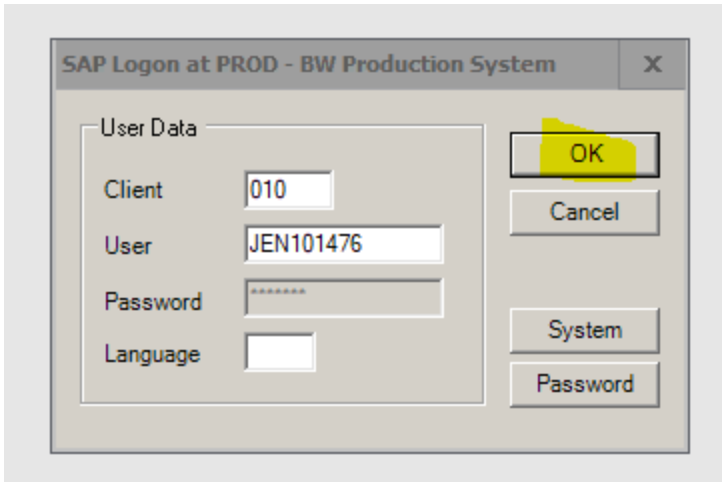 SAP Logon at PROD - BW Production System X
User Data
OK
Client 010
Cancel
User JEN101476
Password *******
System
Language
Password